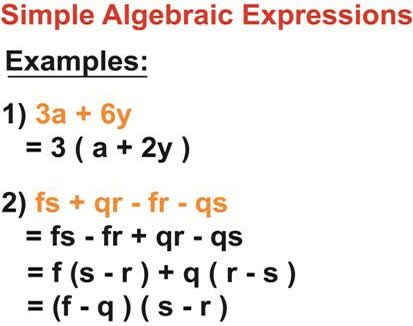 Simple Algebraic Expressions
Examples:
1) 3a + 6y
= 3 ( a + 2y )
2) fs + qr - fr - qs
= fs - fr + qr - qs
= f (s - r ) + q ( r - s )
= (f - q ) ( s - r )